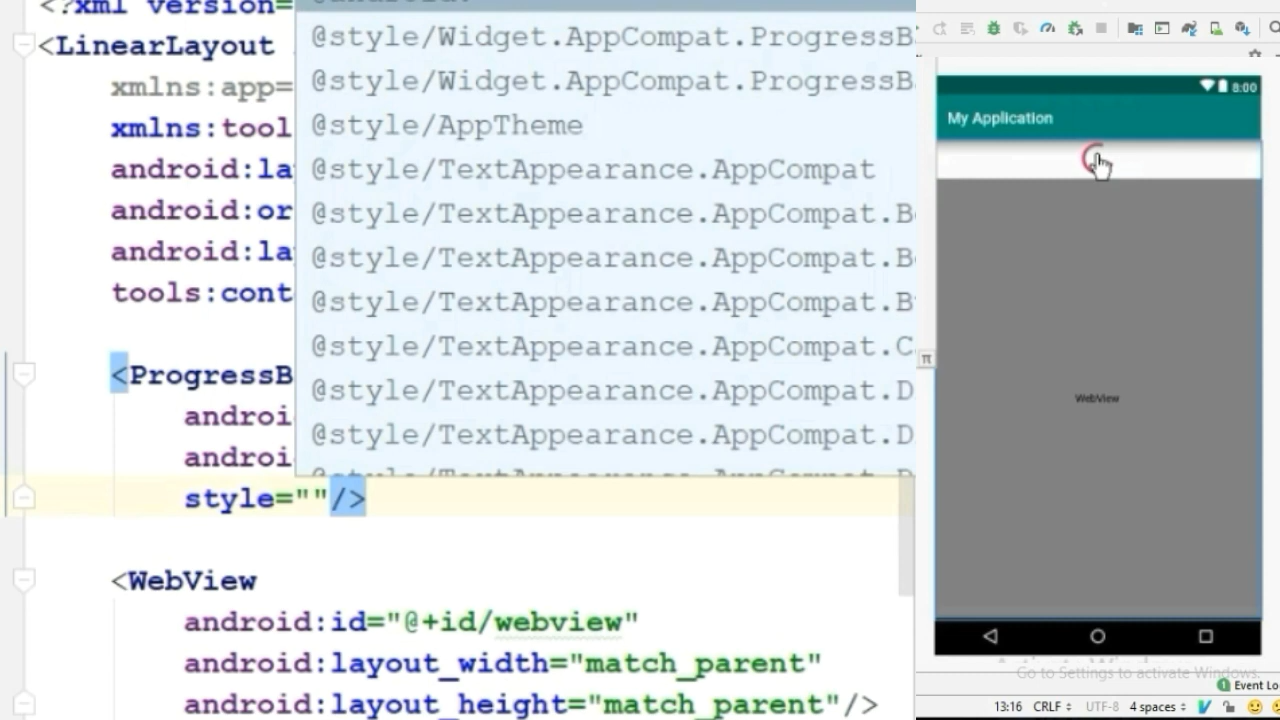 <?xml version=
<LinearLayout
xmlns:app=
xmlns:tool
android:la
android:or
android:la
tools:cont
<ProgressB
androi
androi
style=""/>
<WebView
android:id="@+id/webview"
android:layout_width="match_parent"
android:layout_height="match_parent"/>
@style/Widget.AppCompat.ProgressB
@style/Widget.AppCompat.ProgressBa
@style/AppTheme
@style/TextAppearance.AppCompat
@style/TextAppearance.AppCompat.Bo
@style/TextAppearance.AppCompat.Bo
@style/TextAppearance.AppCompat.B
@style/TextAppearance.AppCompat.C
@style/TextAppearance.AppCompat.D
@style/TextAppearance.AppCompat.D
8:00
My Application
WebView
Go to Settings to activate Windows.
Event Lo
13:16 CRLF UTF-8 4 spaces